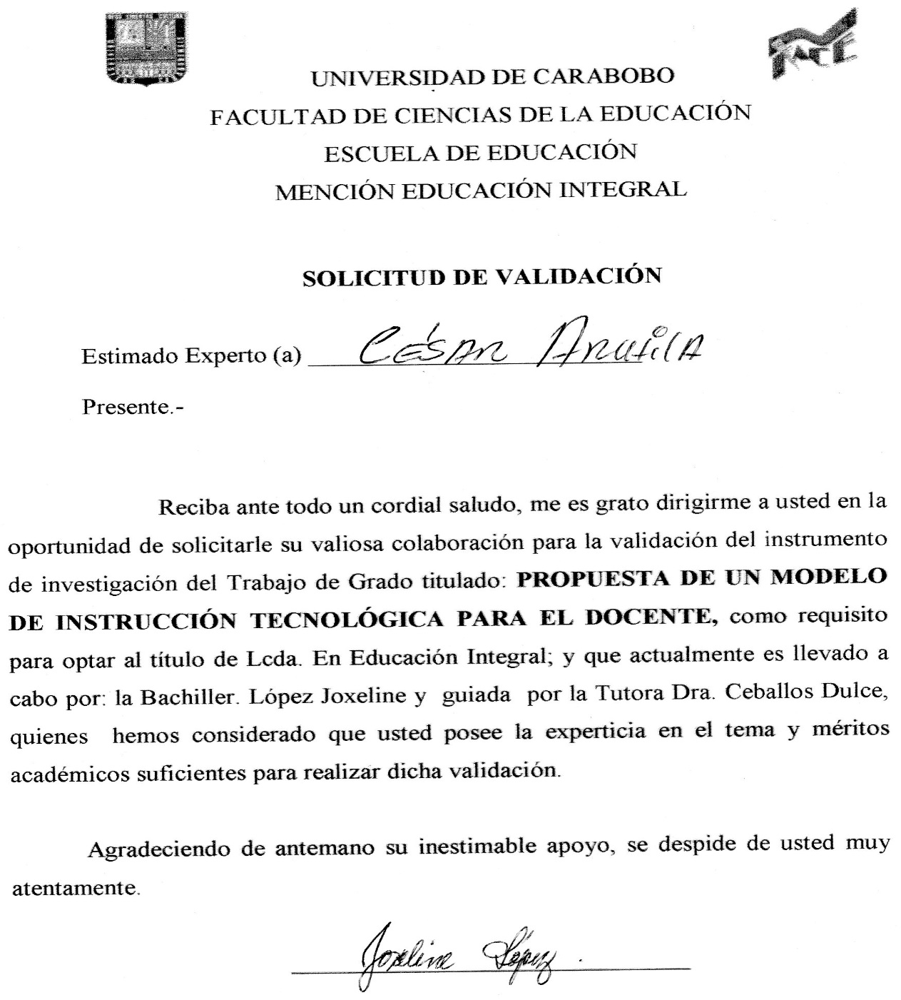 FACE
UNIVERSIDAD DE CARABOBO
FACULTAD DE CIENCIAS DE LA EDUCACIÓN
ESCUELA DE EDUCACIÓN
MENCIÓN EDUCACIÓN INTEGRAL
SOLICITUD DE VALIDACIÓN
Estimado Experto (a) CÉSAR
Presente.-
Reciba ante todo un cordial saludo, me es grato dirigirme a usted en la
oportunidad de solicitarle su valiosa colaboración para la validación del instrumento
de investigación del Trabajo de Grado titulado: PROPUESTA DE UN MODELO
DE INSTRUCCIÓN TECNOLÓGICA PARA EL DOCENTE, como requisito
para optar al título de Lcda. En Educación Integral; y que actualmente es llevado a
cabo por: la Bachiller. López Joxeline y guiada por la Tutora Dra. Ceballos Dulce,
quienes hemos considerado que usted posee la experticia en el tema y méritos
académicos suficientes para realizar dicha validación.
Agradeciendo de antemano su inestimable apoyo, se despide de usted muy
atentamente.
Joxeline López.